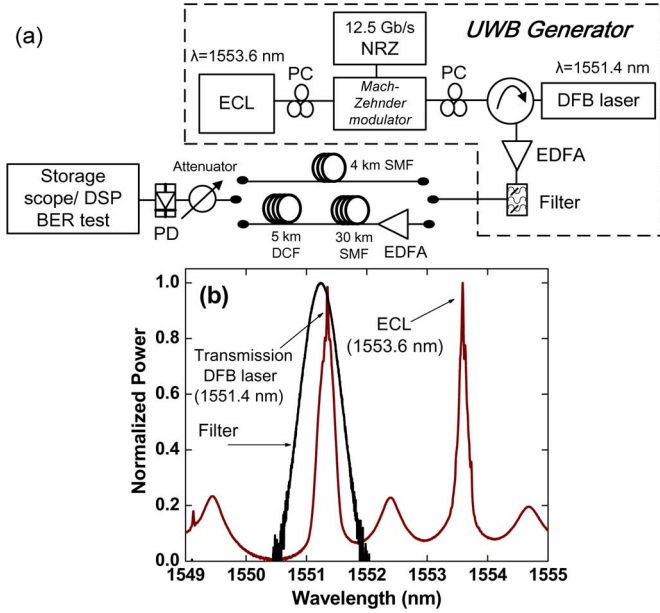 (a)
12.5 Gb/s
NRZ
UWB Generator
λ=1553.6 nm
PC
PC
λ=1551.4 nm
ECL
Mach-
Zehnder
modulator
DFB laser
EDFA
Filter
Storage
scope/ DSP
BER test
PD
Attenuator
4 km SMF
5 km
DCF
30 km
SMF
EDFA
(b)
Normalized Power
1.0
0.8
0.6
0.4
0.2
0.0
Transmission
DFB laser
(1551.4 nm)
Filter
ECL
(1553.6 nm)
1549 1550 1551 1552 1553 1554 1555
Wavelength (nm)